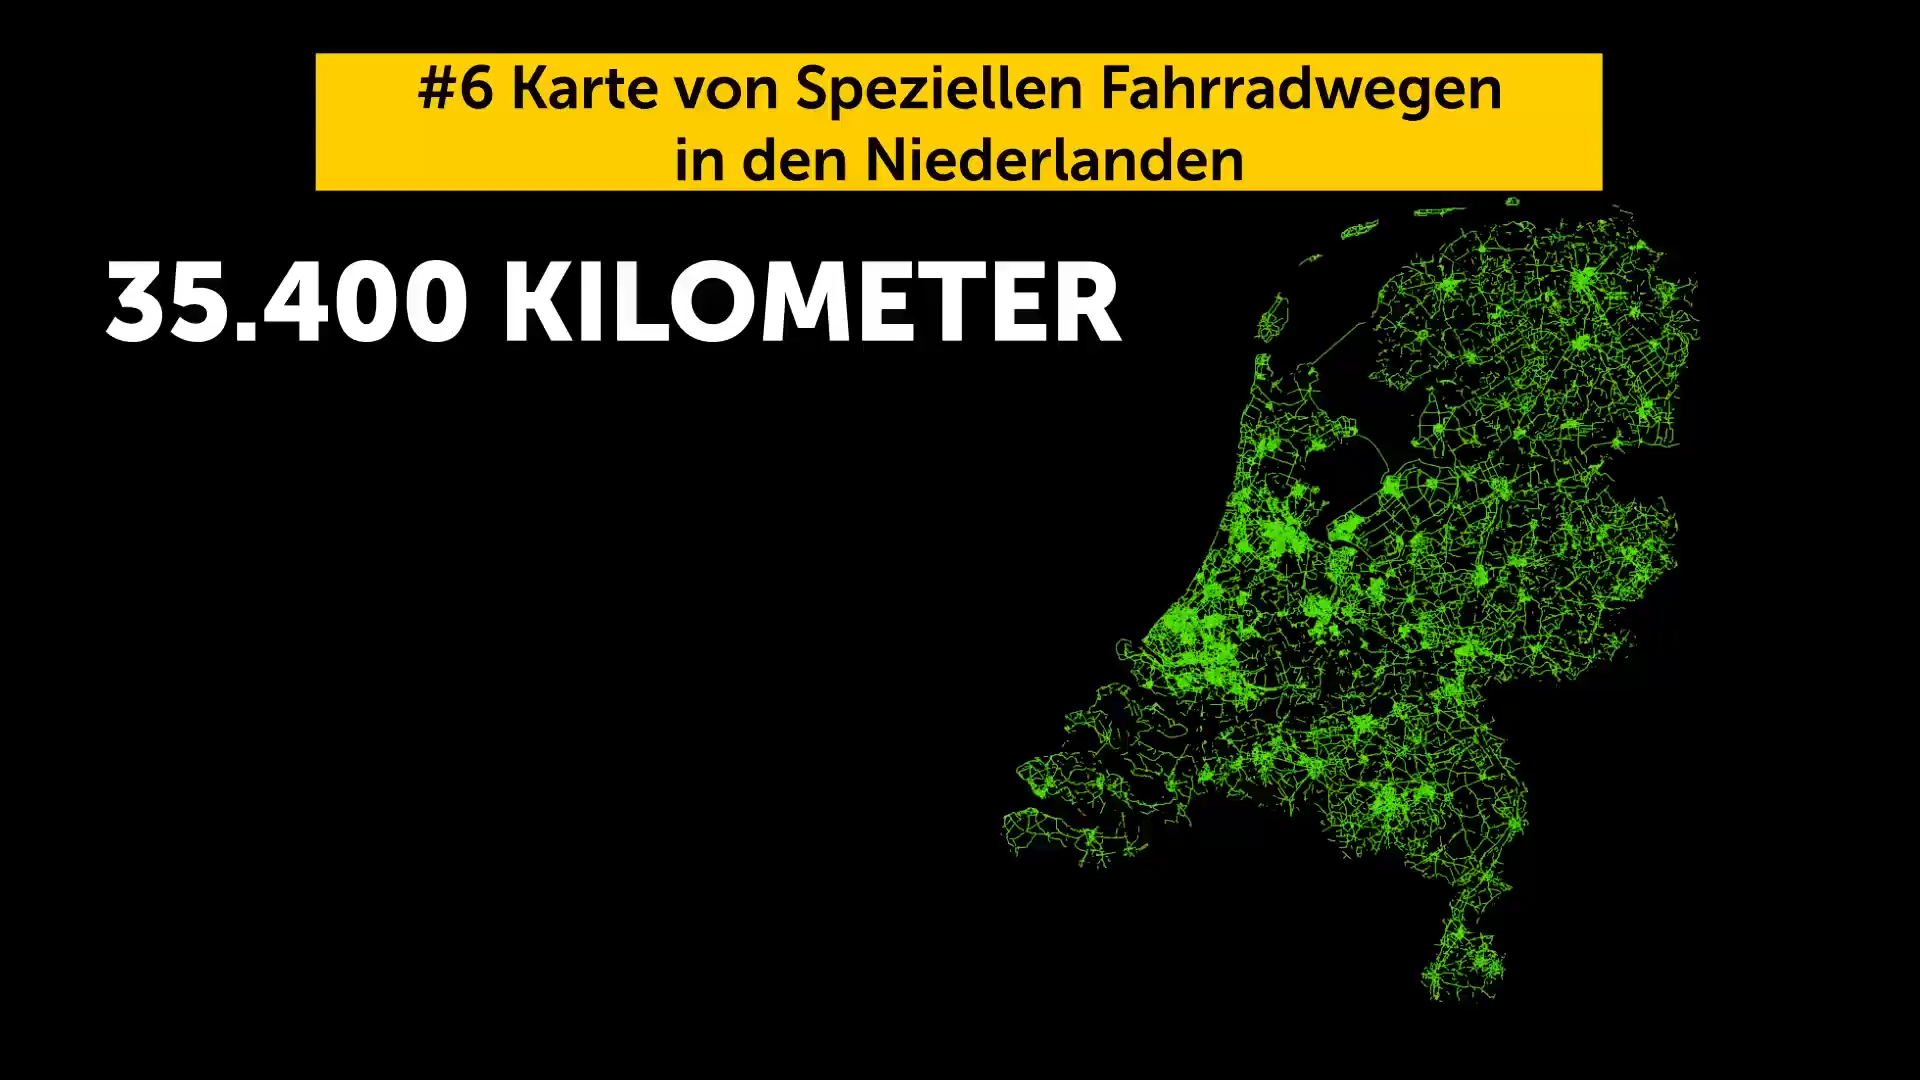 #6 Karte von Speziellen Fahrradwegen
in den Niederlanden
35.400 KILOMETER